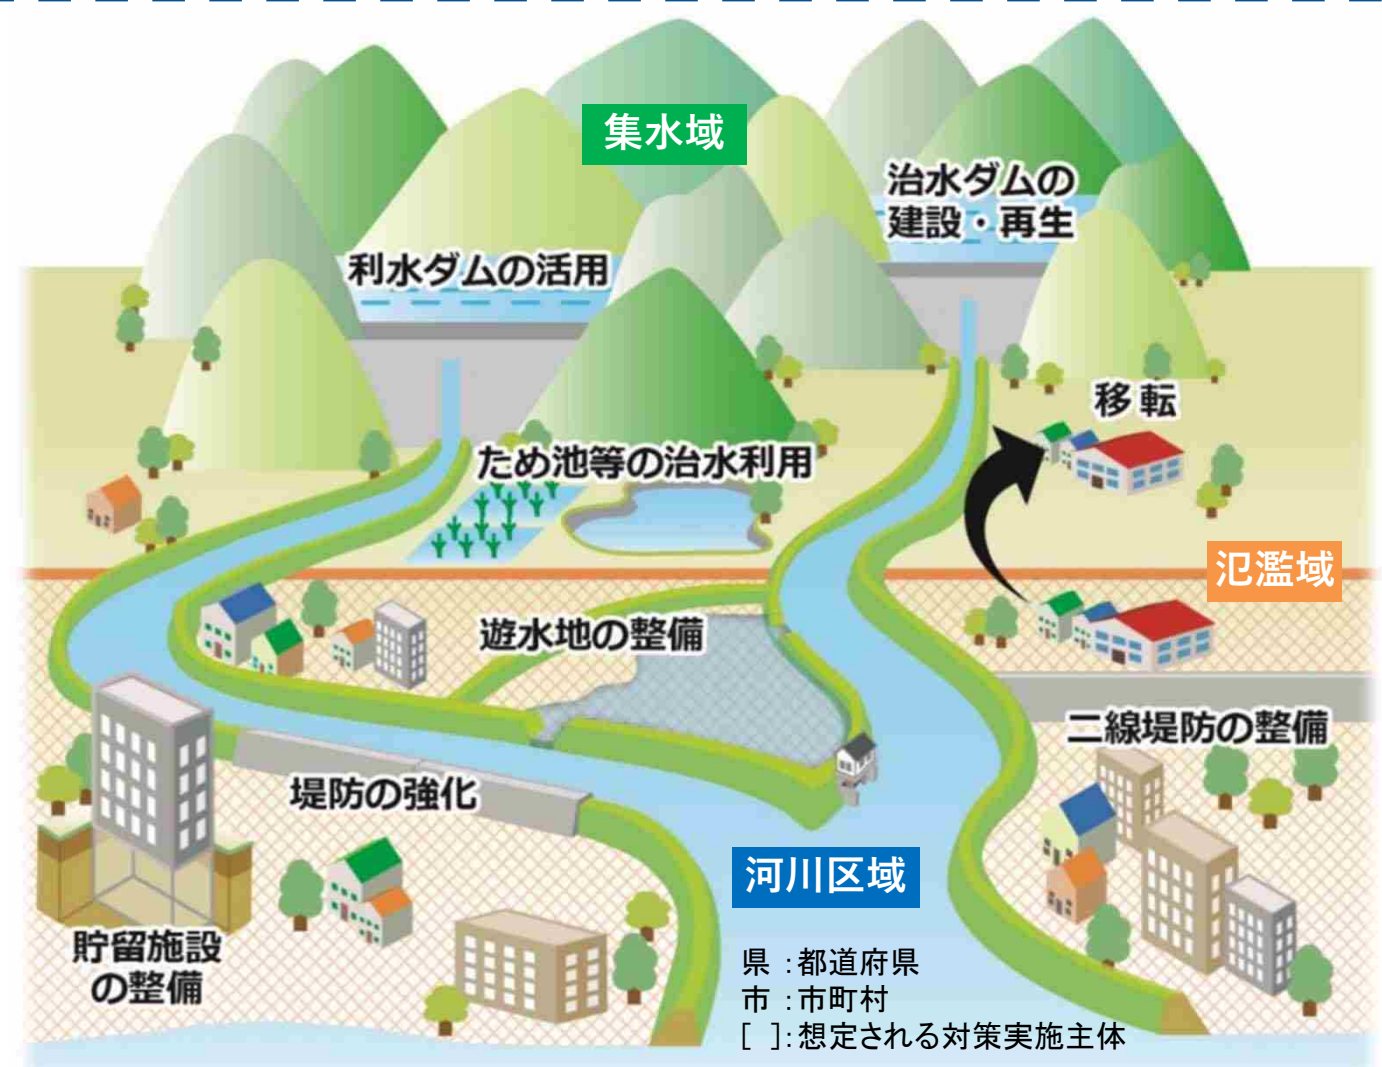 集水域
治水ダムの
建設・再生
利水ダムの活用
移転
ため池等の治水利用
氾濫域
遊水地の整備
二線堤防の整備
堤防の強化
河川区域
貯留施設
の整備
県 ：都道府県
市 ：市町村
[ ]：想定される対策実施主体